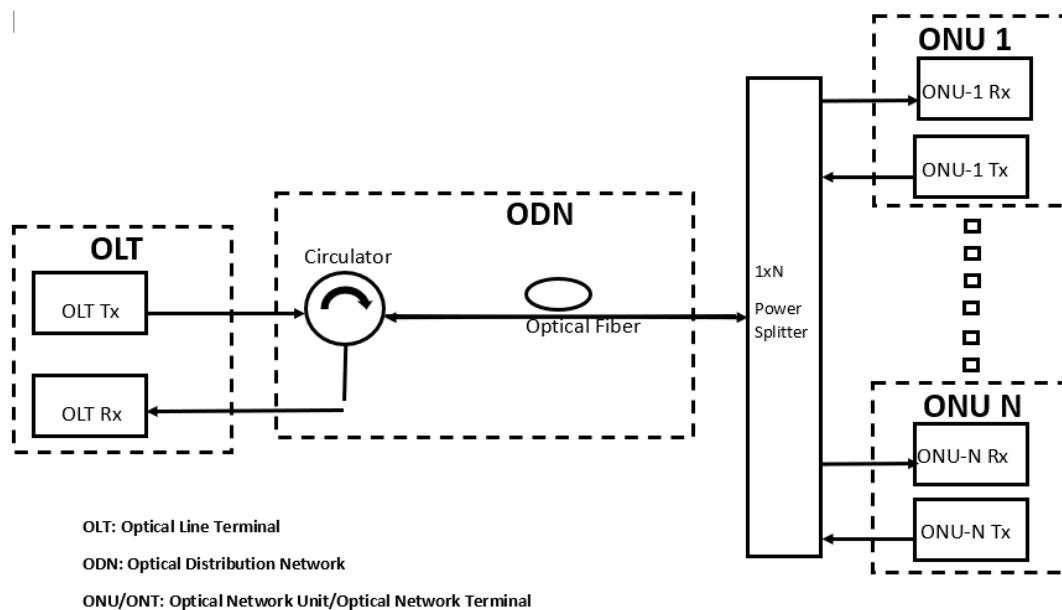 ONU 1
ONU-1 Rx
ONU-1 Tx
ODN
OLT
Circulator
1xN
Power
Splitter
OLT Tx
Optical Fiber
OLT Rx
ONU N
ONU-N Rx
ONU-N Tx
OLT: Optical Line Terminal
ODN: Optical Distribution Network
ONU/ONT: Optical Network Unit/Optical Network Terminal